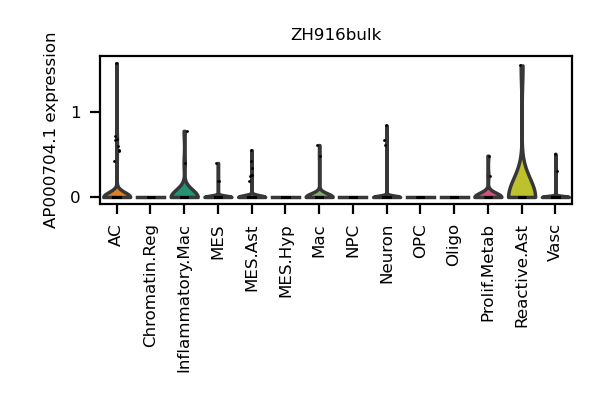 ZH916bulk
AP000704.1 expression
1
0
AC
Chromatin.Reg
Inflammatory.Mac
MES
MES.Ast
MES.Hyp
Mac
NPC
Neuron
OPC
Oligo
Prolif.Metab
Reactive.Ast
Vasc